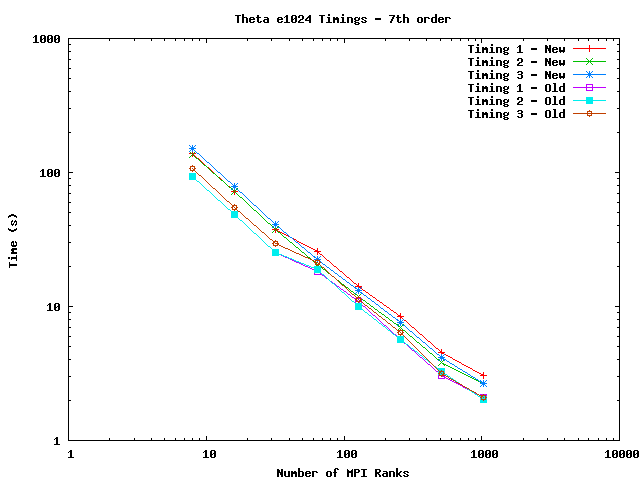 Theta e1024 Timings - 7th order
1000
Timing 1 - New
Timing 2 - New
Timing 3 - New
Timing 1 - Old
Timing 2 - Old
Timing 3 - Old
100
Time (s)
10
1
1
10
100
1000
10000
Number of MPI Ranks